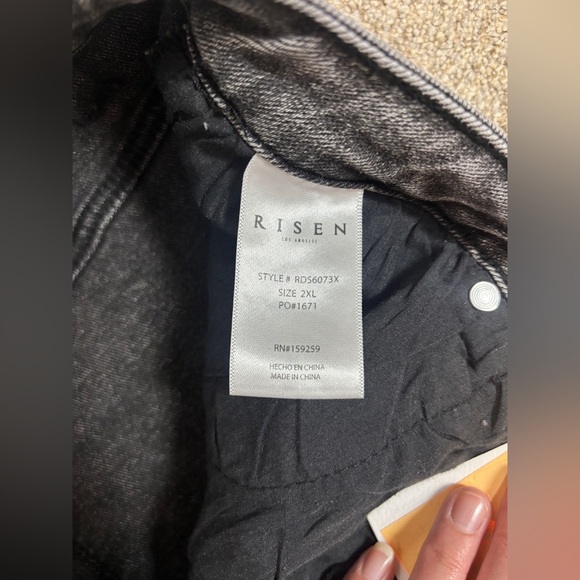 RISEN
LOS ANGELES
STYLE # RDS6073X
SIZE 2XL
PO#1671
RN#159259
HECHO EN CHINA
MADE IN CHINA